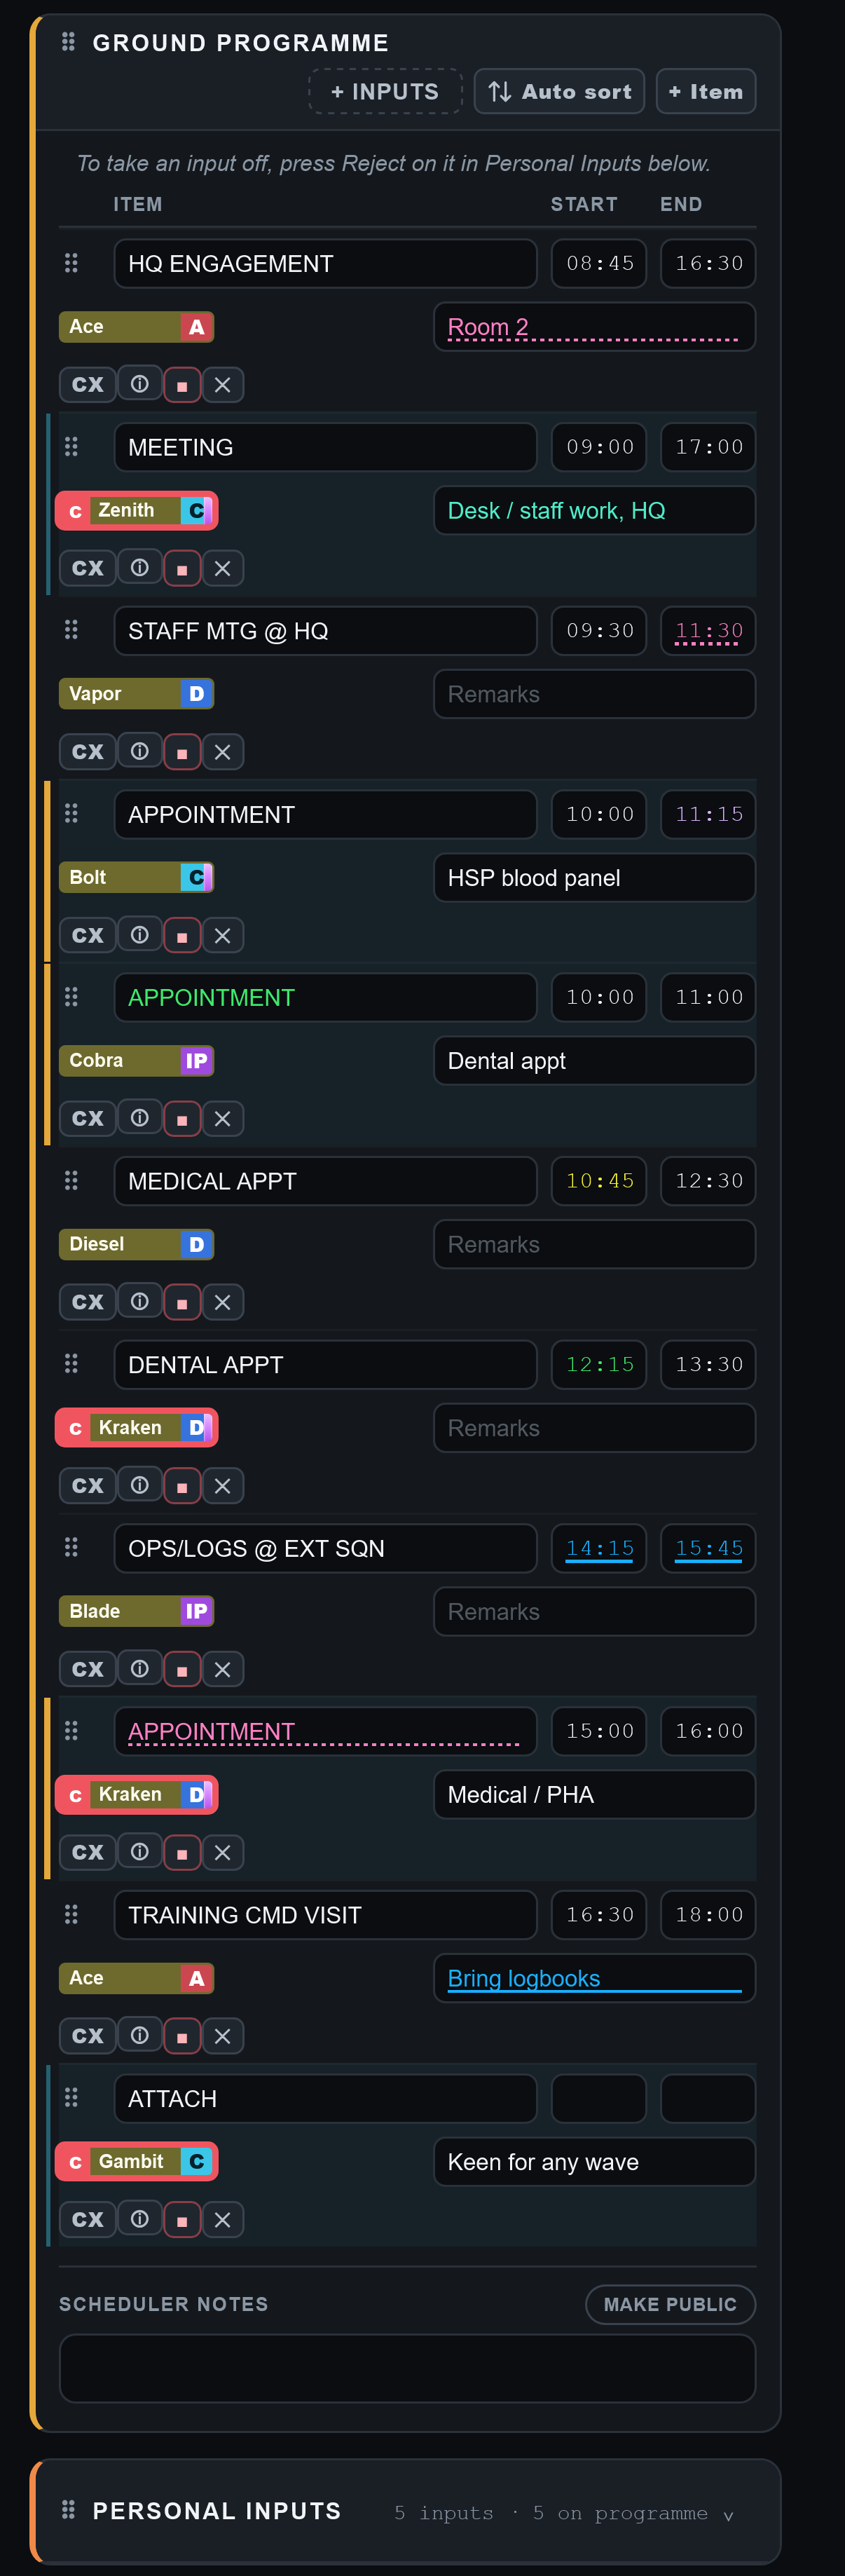 GROUND PROGRAMME
+ INPUTS
Auto sort
+ Item
To take an input off, press Reject on it in Personal Inputs below.
ITEM START END
HQ ENGAGEMENT 08:45 16:30
Ace A Room 2
CX
MEETING 09:00 17:00
c Zenith C Desk / staff work, HQ
CX
STAFF MTG @ HQ 09:30 11:30
Vapor D Remarks
CX
APPOINTMENT 10:00 11:15
Bolt C HSP blood panel
CX
APPOINTMENT 10:00 11:00
Cobra IP Dental appt
CX
MEDICAL APPT 10:45 12:30
Diesel D Remarks
CX
DENTAL APPT 12:15 13:30
c Kraken D Remarks
CX
OPS/LOGS @ EXT SQN 14:15 15:45
Blade IP Remarks
CX
APPOINTMENT 15:00 16:00
c Kraken D Medical / PHA
CX
TRAINING CMD VISIT 16:30 18:00
Ace A Bring logbooks
CX
ATTACH
c Gambit C Keen for any wave
CX
SCHEDULER NOTES MAKE PUBLIC
PERSONAL INPUTS 5 inputs · 5 on programme